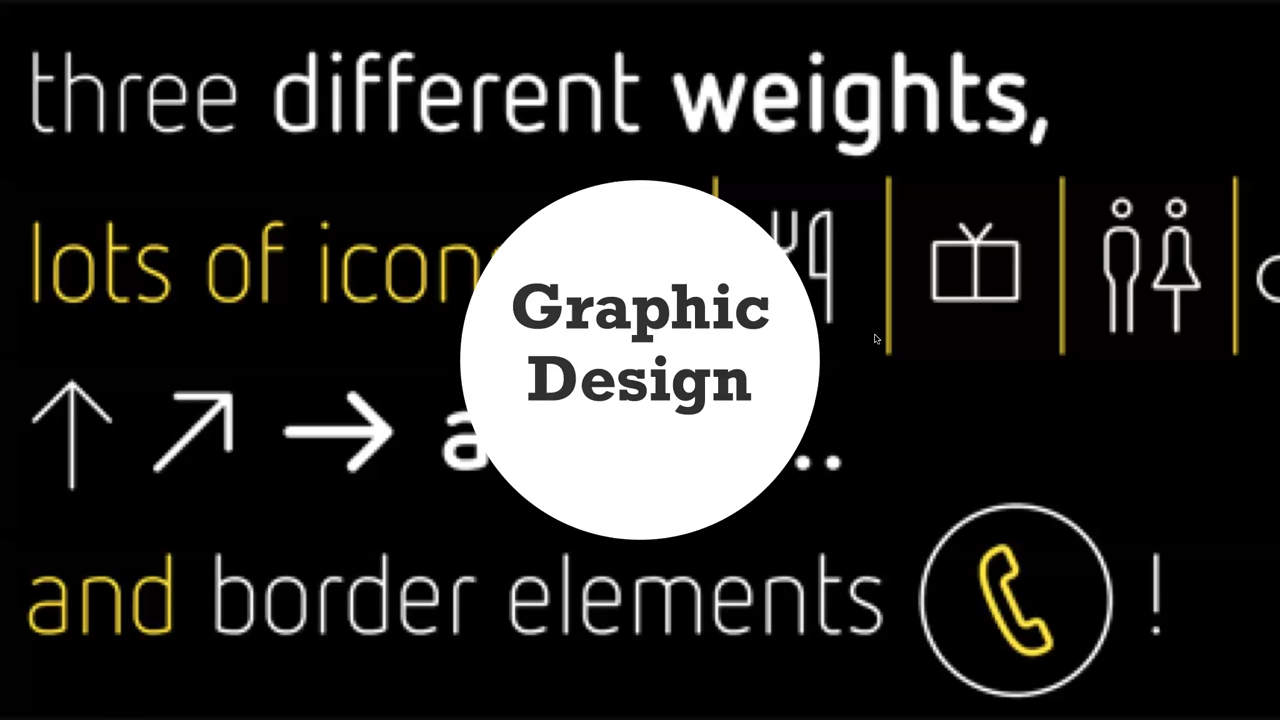 three different weights,
lots of icon
Graphic
Design
a ..
and border elements !